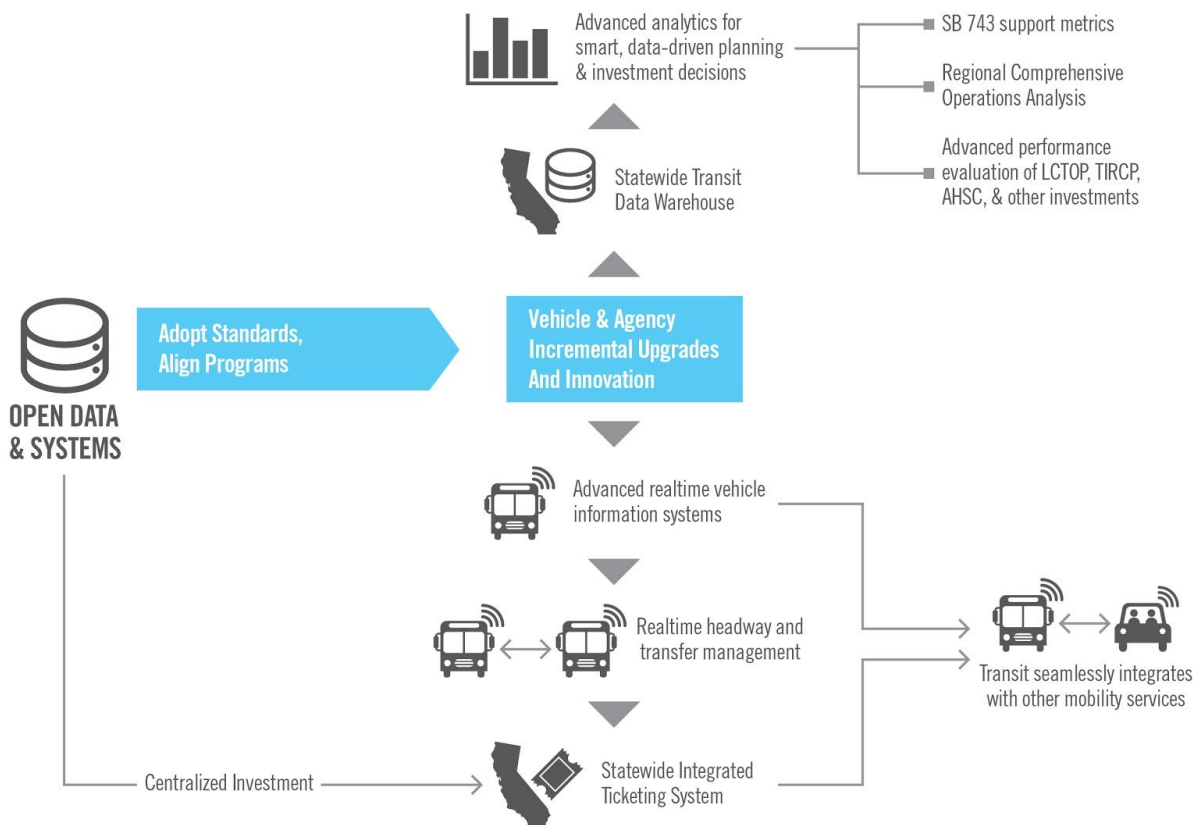 Advanced analytics for
smart, data-driven planning
& investment decisions
SB 743 support metrics
Regional Comprehensive
Operations Analysis
Advanced performance
evaluation of LCTOP, TIRCP,
AHSC, & other investments
Statewide Transit
Data Warehouse
OPEN DATA
& SYSTEMS
Adopt Standards,
Align Programs
Vehicle & Agency
Incremental Upgrades
And Innovation
Advanced realtime vehicle
information systems
Realtime headway and
transfer management
Transit seamlessly integrates
with other mobility services
Centralized Investment
Statewide Integrated
Ticketing System